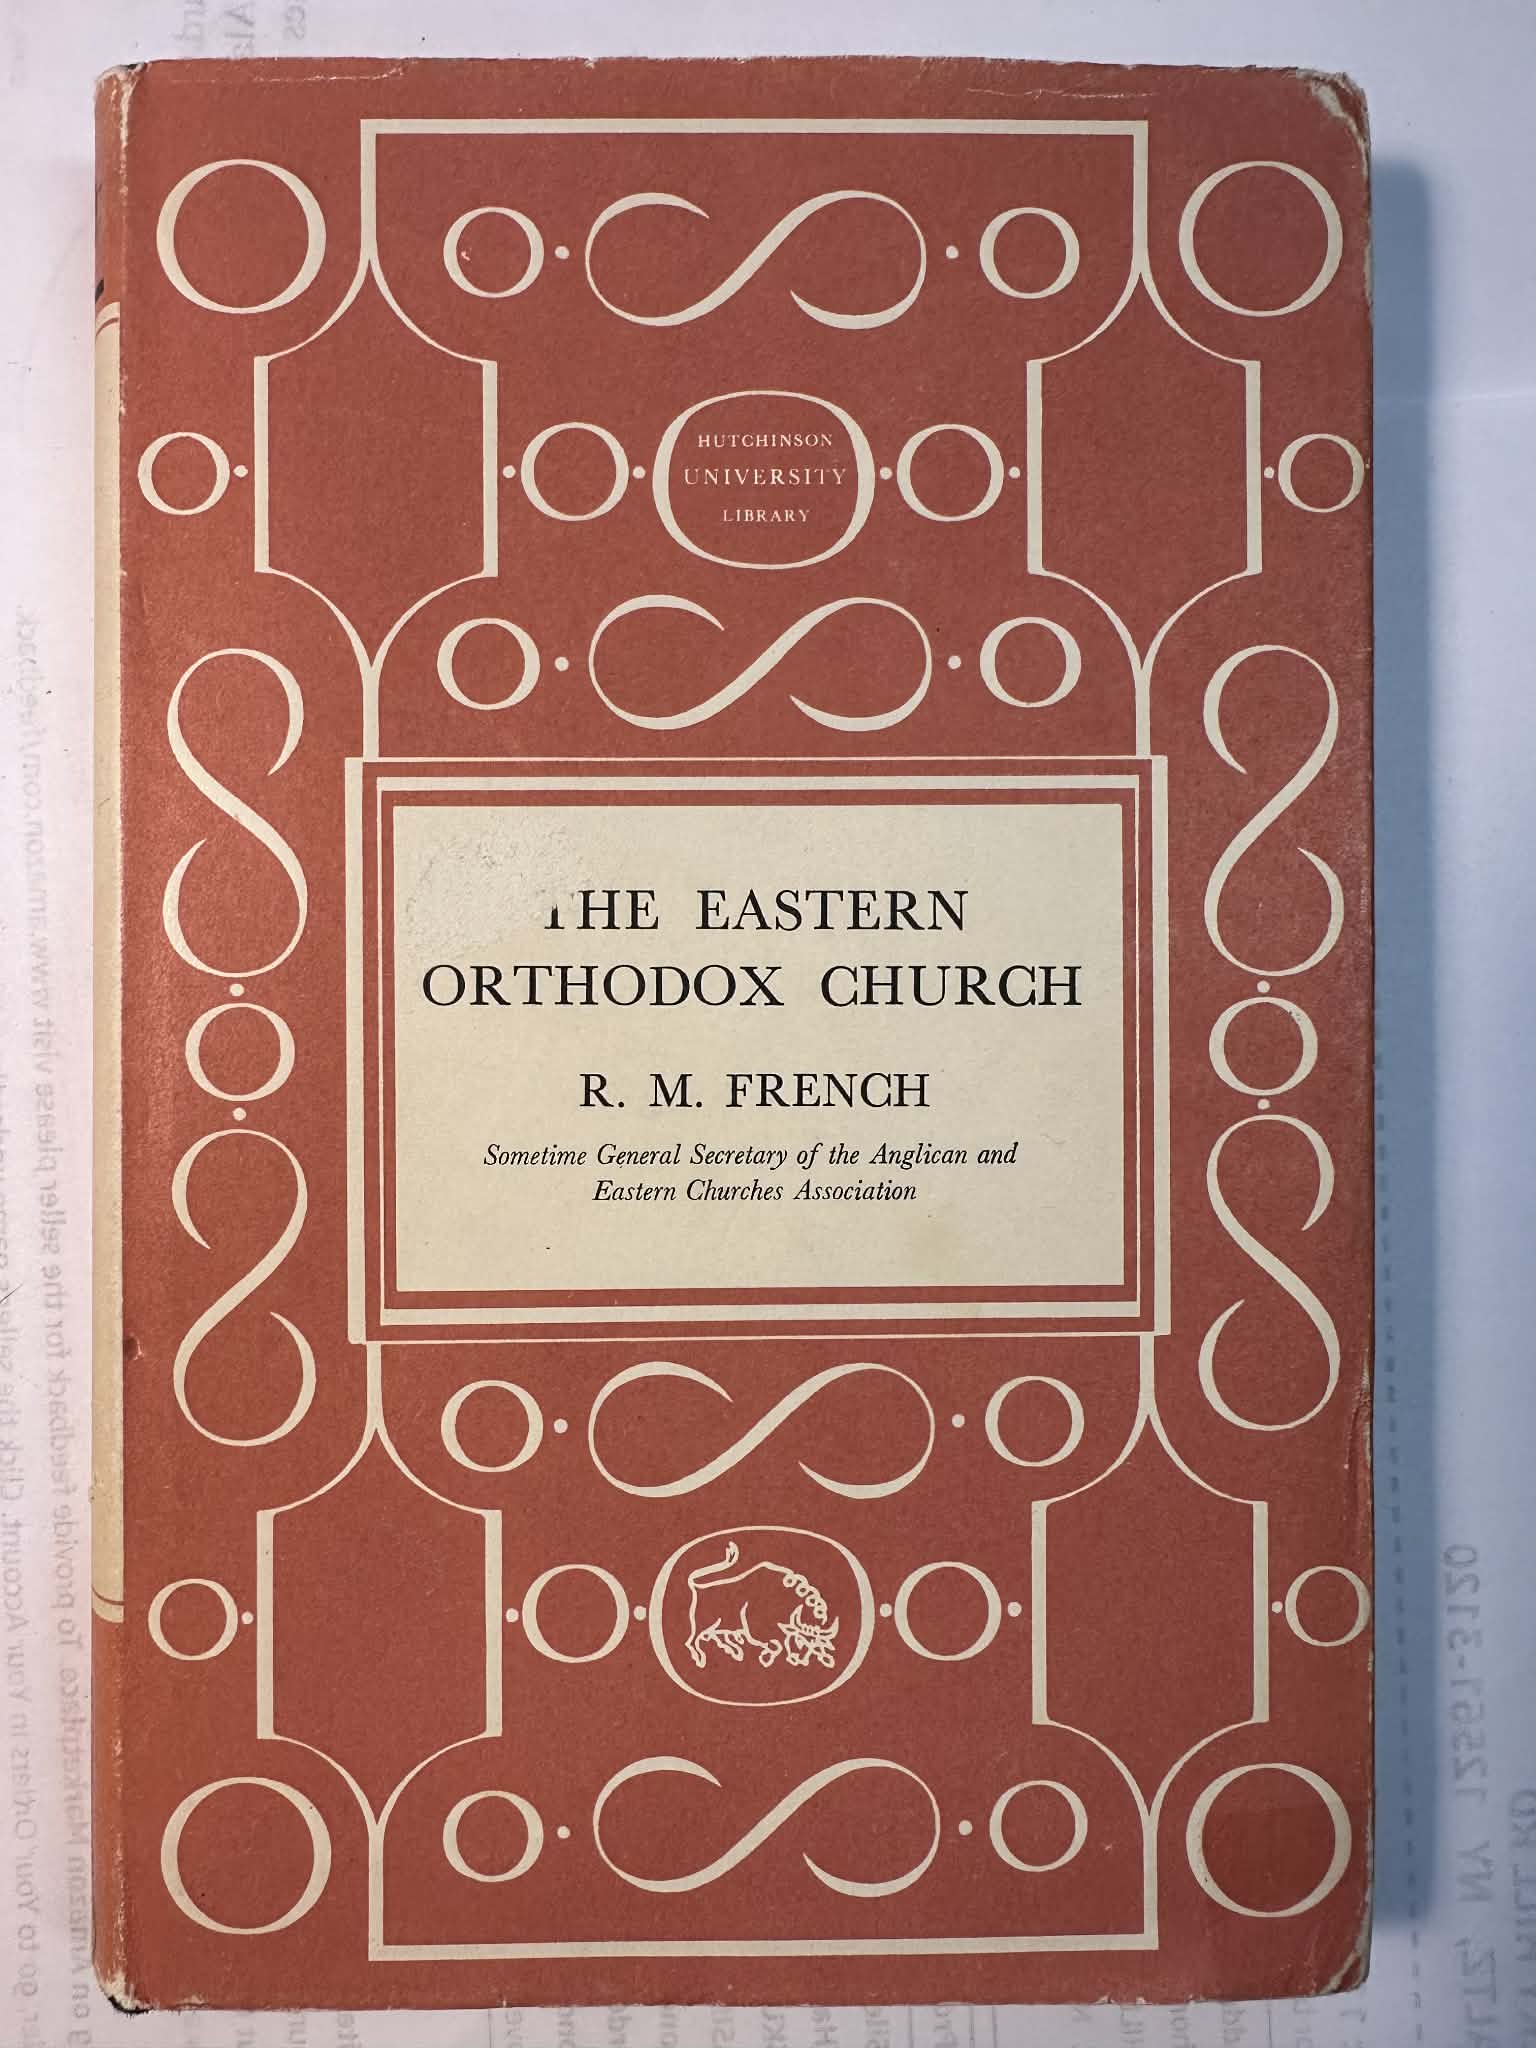 HUTCHINSON
UNIVERSITY
LIBRARY
THE EASTERN
ORTHODOX CHURCH
R. M. FRENCH
Sometime General Secretary of the Anglican and
Eastern Churches Association